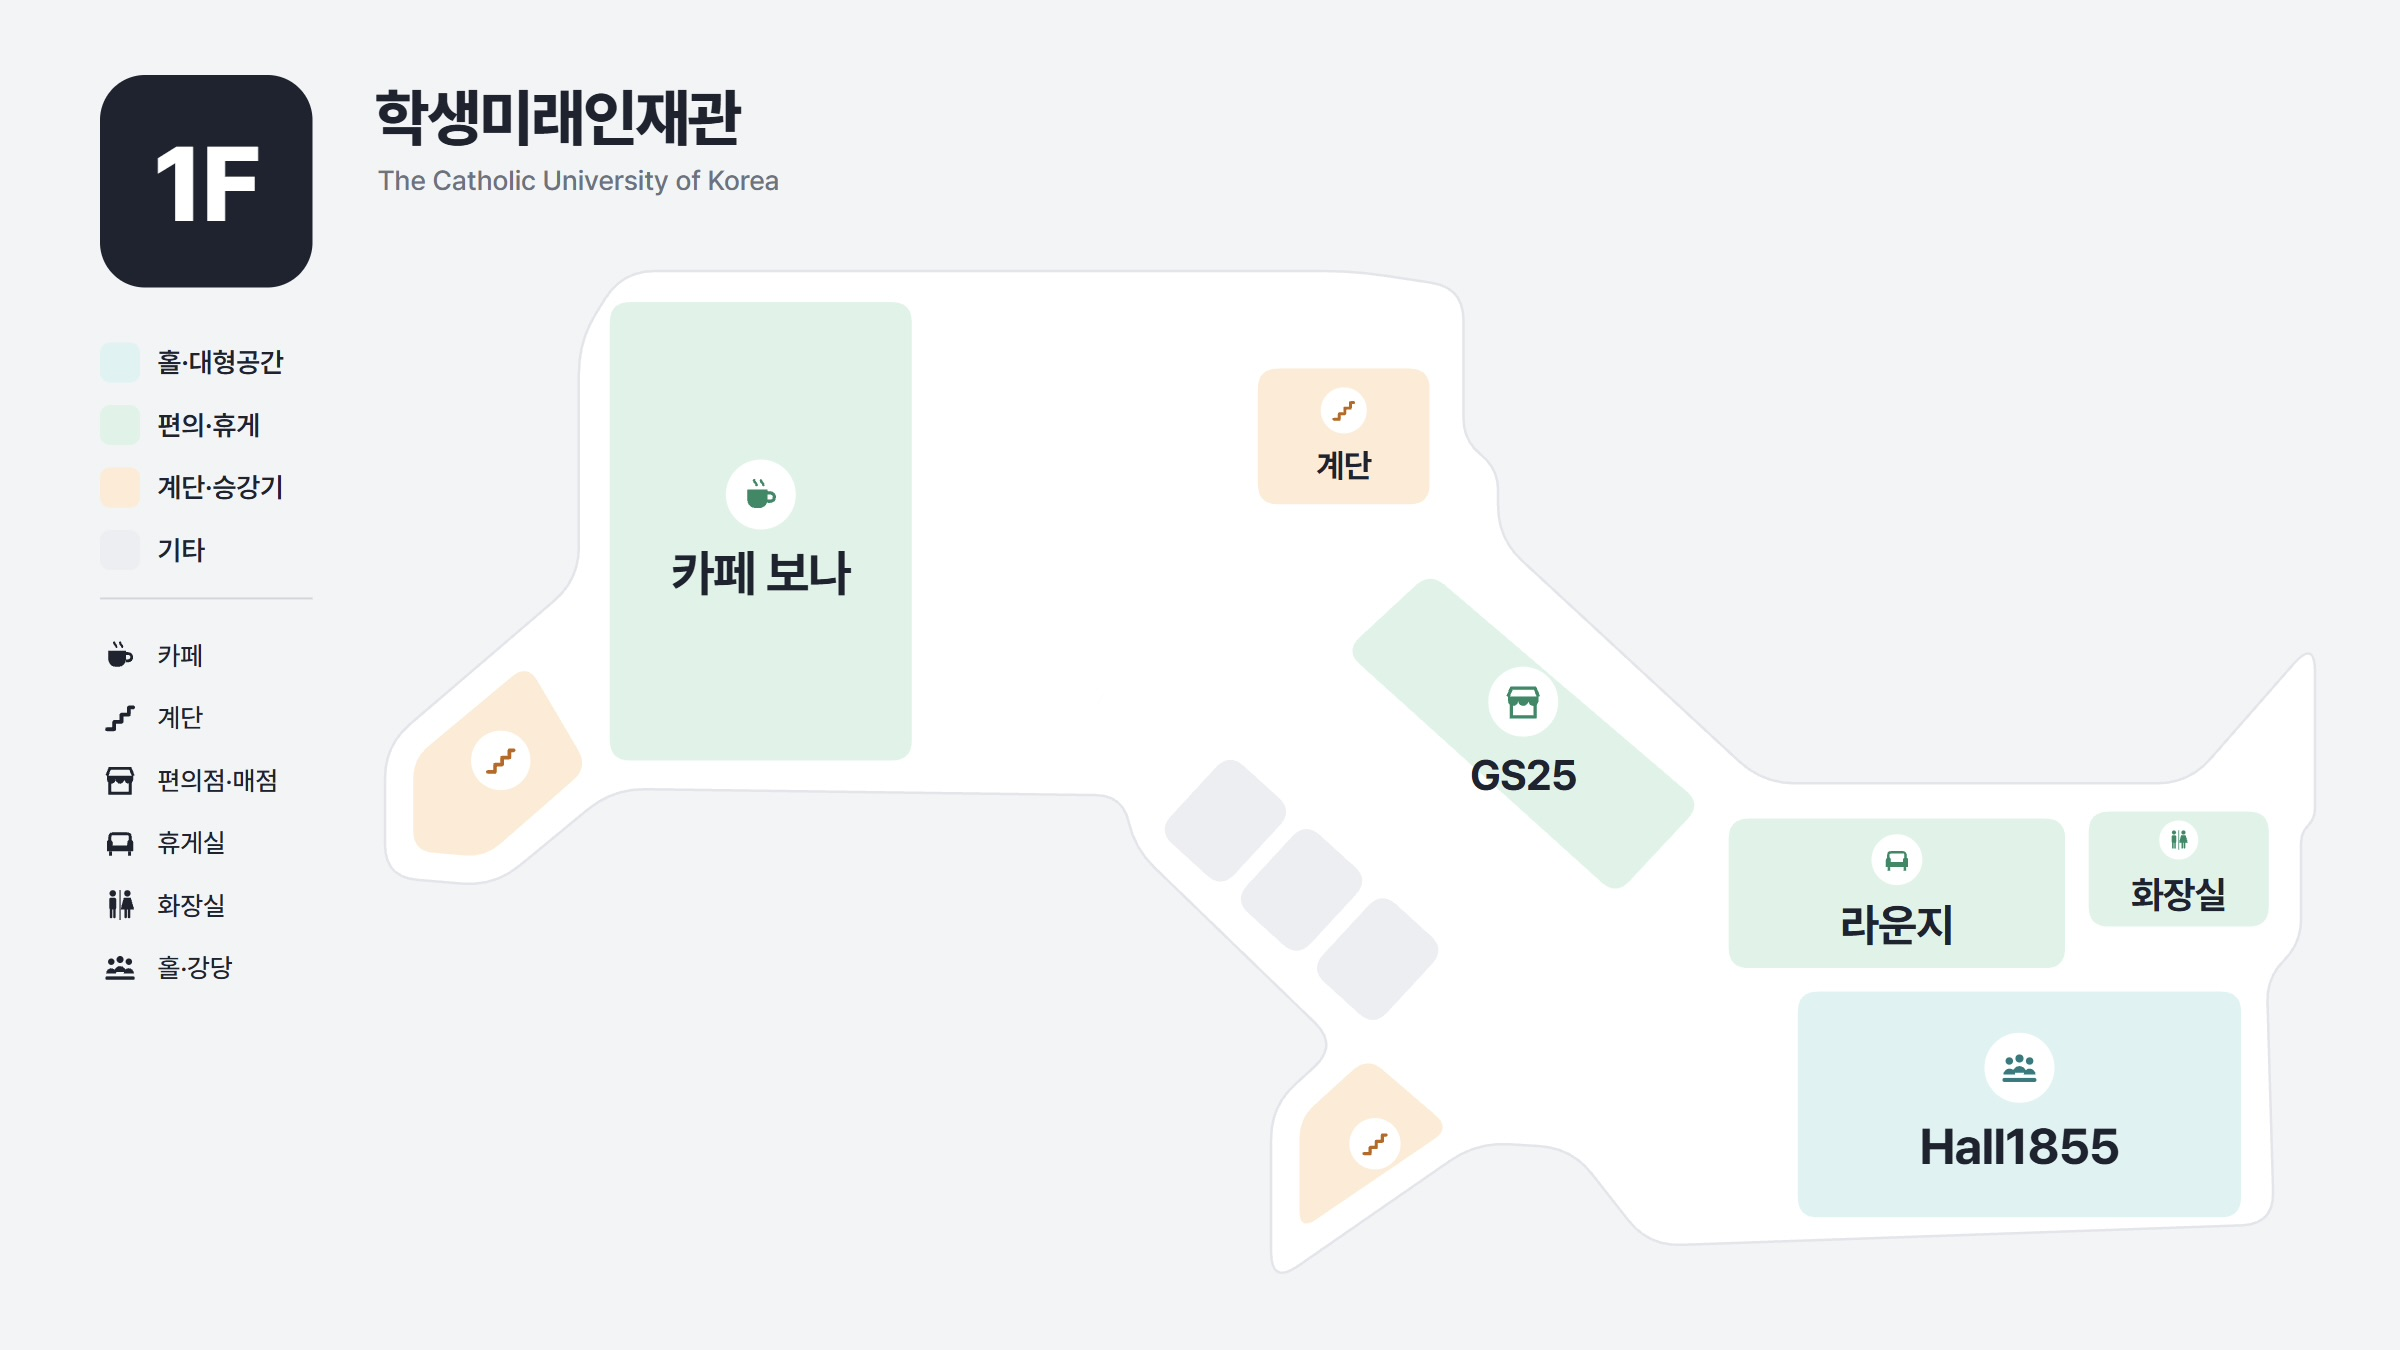 1F
학생미래인재관
The Catholic University of Korea
홀·대형공간
편의·휴게
계단·승강기
기타
카페
계단
편의점·매점
휴게실
화장실
홀·강당
카페 보나
계단
GS25
라운지
화장실
Hall1855